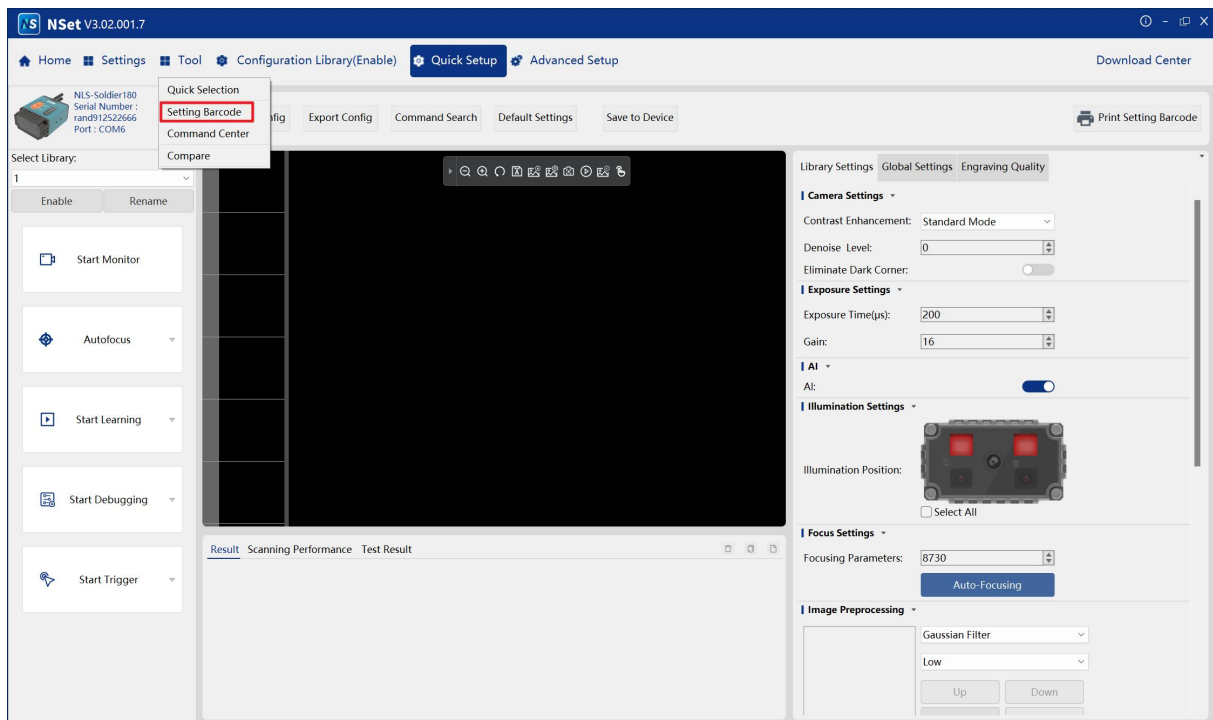 NS NSet V3.02.001.7
Home Settings Tool Configuration Library(Enable) Quick Setup Advanced Setup Download Center
NLS-Soldier180
Serial Number :
rand912522666
Port : COM6
Quick Selection
Setting Barcode
Command Center
Compare
Export Config Command Search Default Settings Save to Device Print Setting Barcode
Select Library:
1
Enable Rename
Start Monitor
Autofocus
Start Learning
Start Debugging
Start Trigger
Result Scanning Performance Test Result
Library Settings Global Settings Engraving Quality
Camera Settings
Contrast Enhancement: Standard Mode
Denoise Level: 0
Eliminate Dark Corner:
Exposure Settings
Exposure Time(μs): 200
Gain: 16
AI
AI:
Illumination Settings
Illumination Position:
Select All
Focus Settings
Focusing Parameters: 8730
Auto-Focusing
Image Preprocessing
Gaussian Filter
Low
Up Down